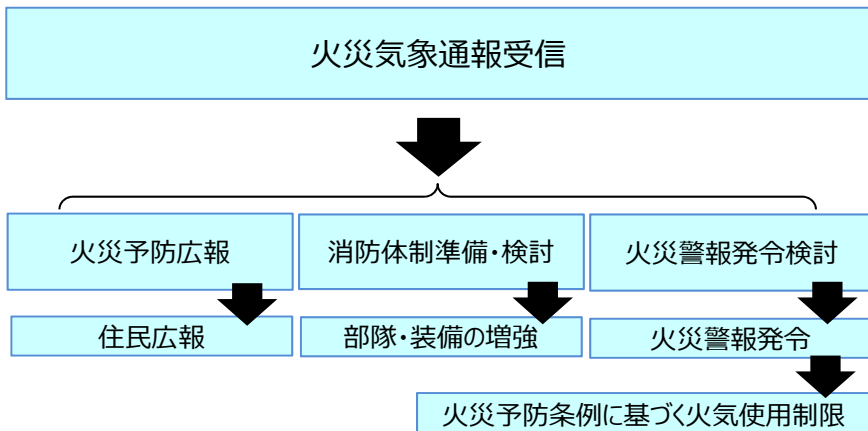 火災気象通報受信
火災予防広報
消防体制準備・検討
火災警報発令検討
住民広報
部隊・装備の増強
火災警報発令
火災予防条例に基づく火気使用制限